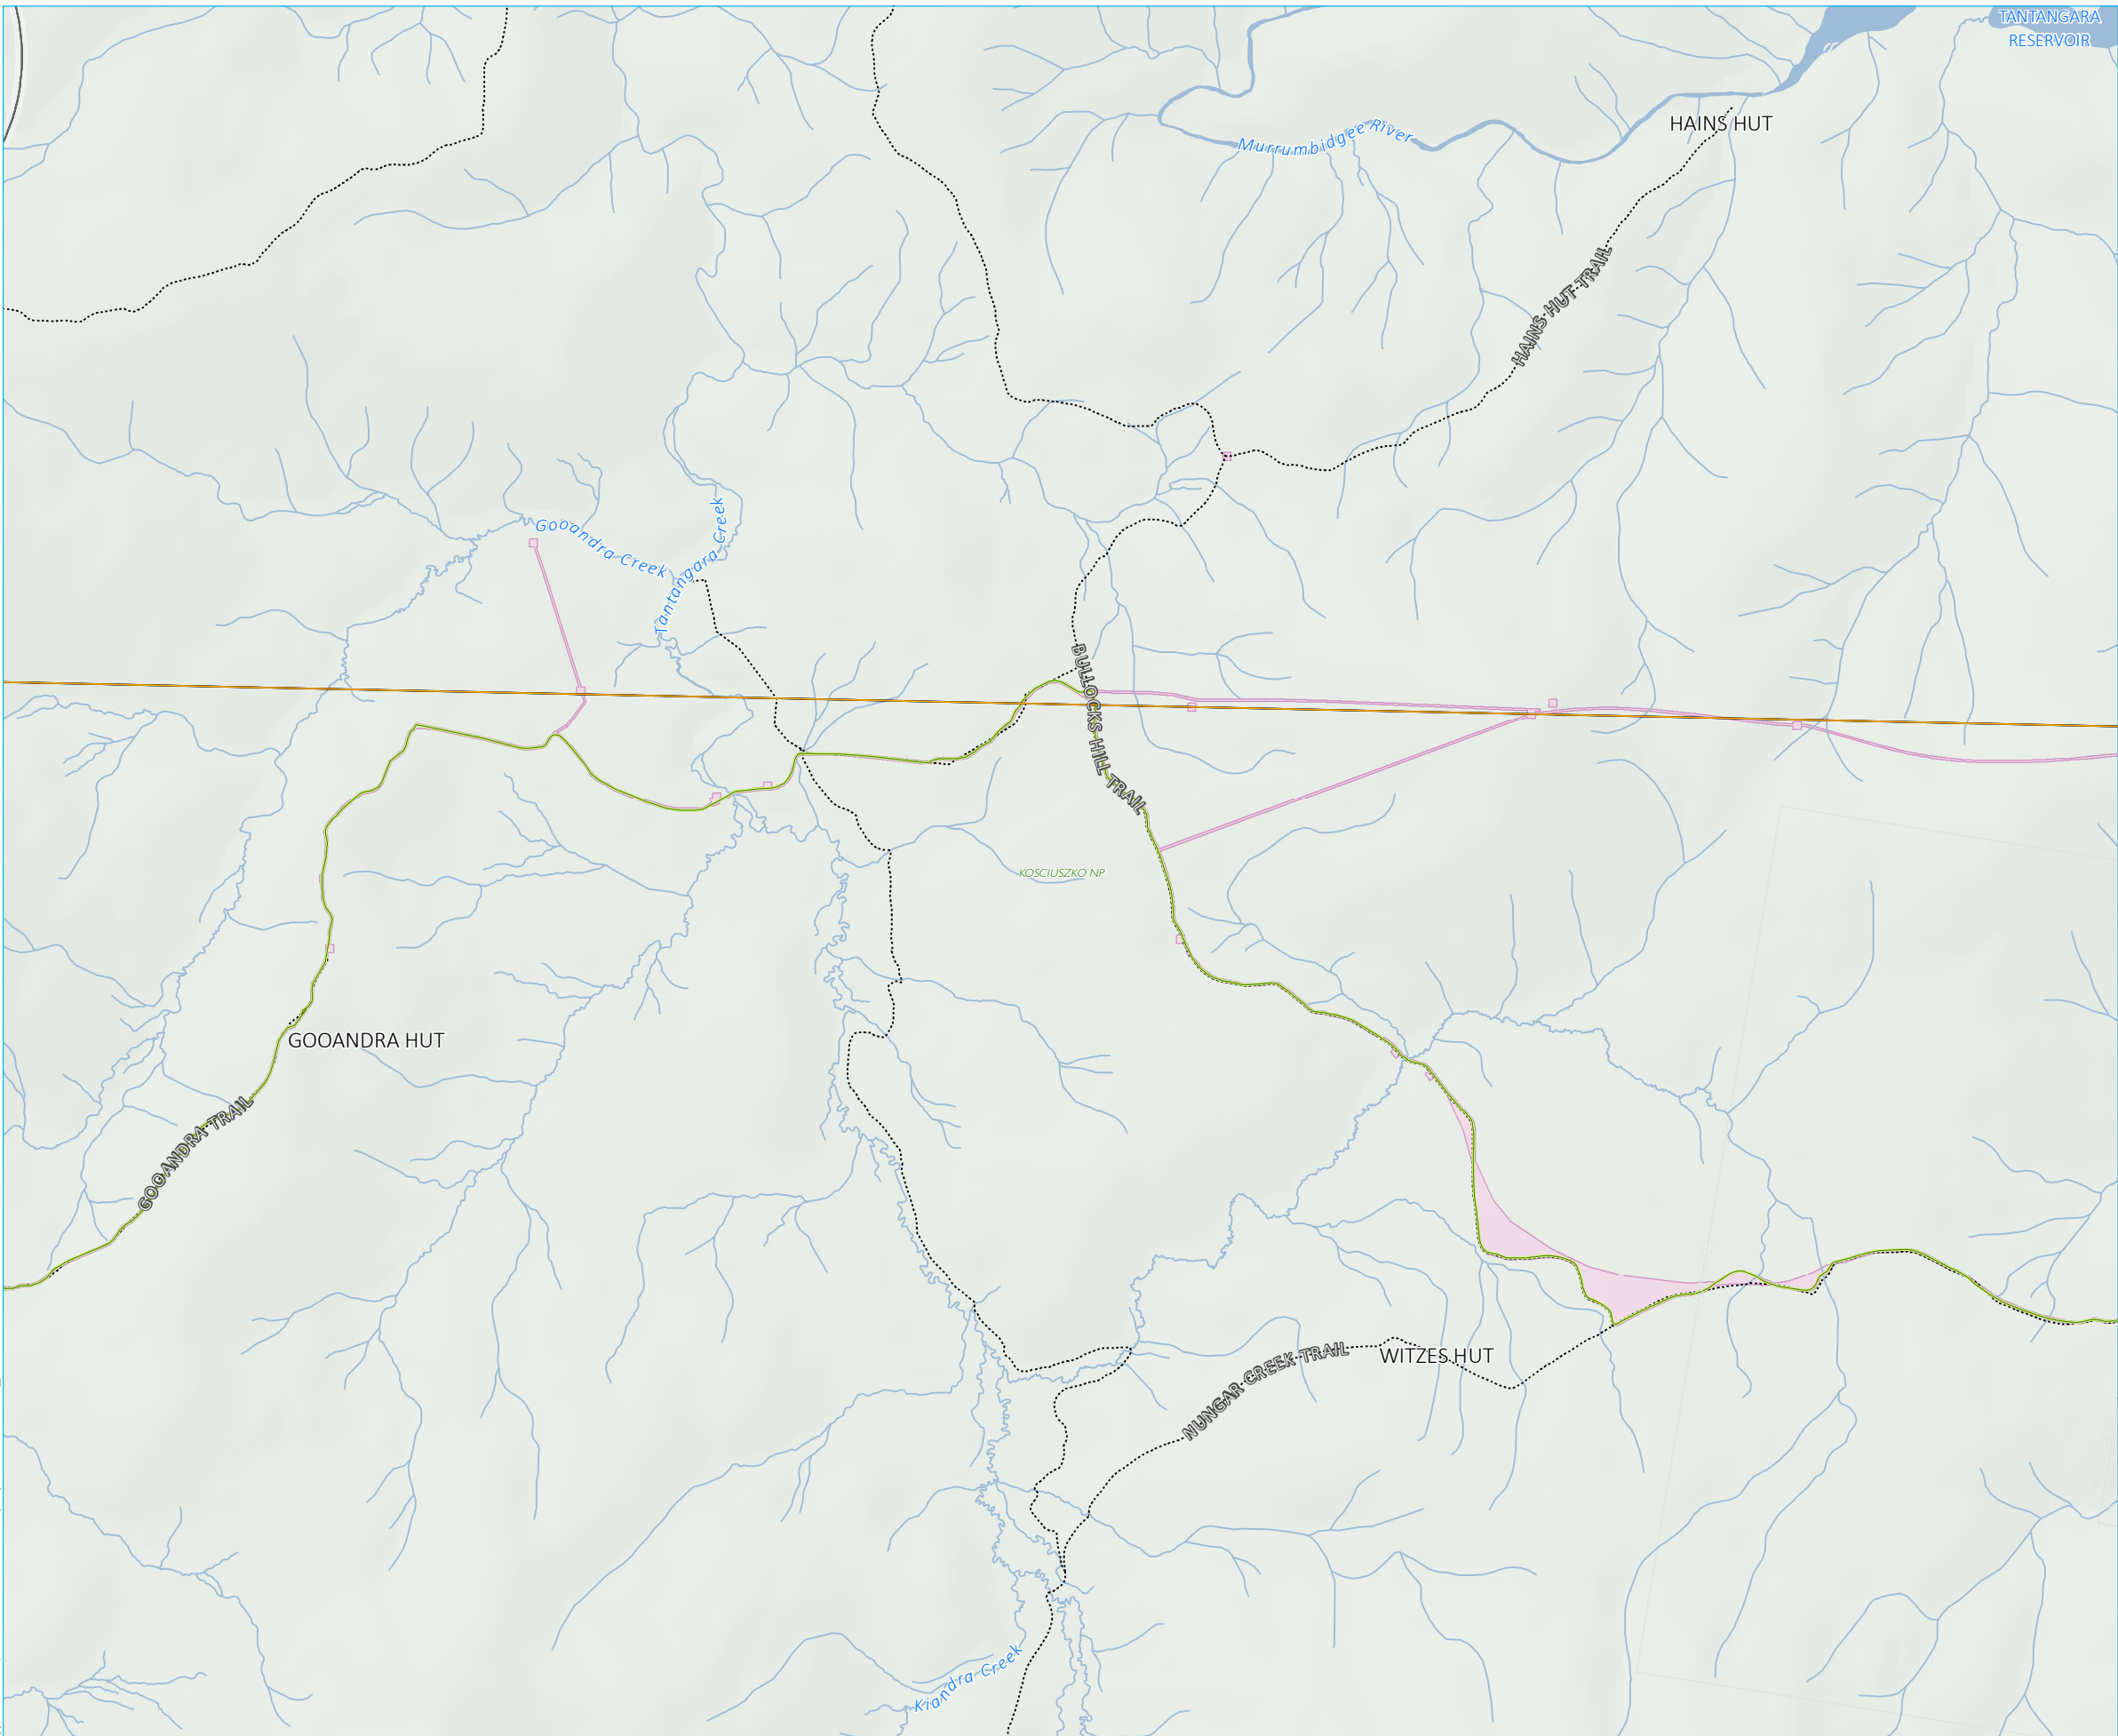 TANTANGARA
RESERVOIR
HAINS HUT
Murrumbidgee River
HAINS HUT TRAIL
Gooandra Creek
Tantangara Creek
BULLOCKS HILL TRAIL
KOSCIUSZKO NP
GOOANDRA HUT
GOOANDRA TRAIL
NUNGAR CREEK TRAIL
WITZES HUT
Kiandra Creek